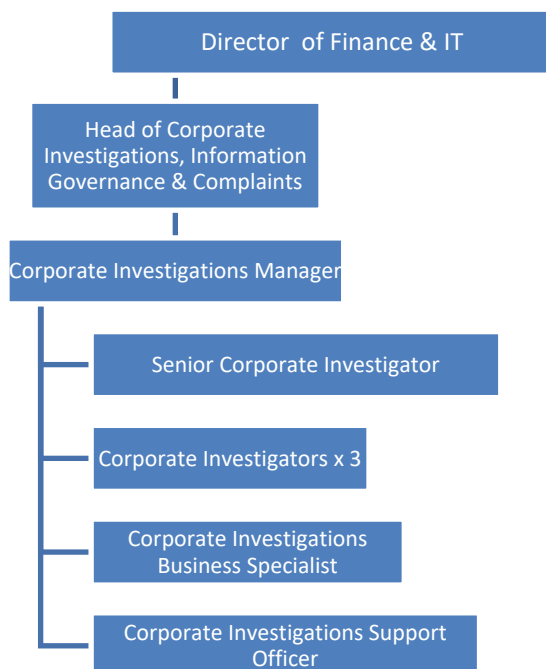 Director  of Finance & IT
Head of Corporate
Investigations, Information
Governance & Complaints
Corporate Investigations Manager
Senior Corporate Investigator
Corporate Investigators x 3
Corporate Investigations
Business Specialist
Corporate Investigations Support
Officer